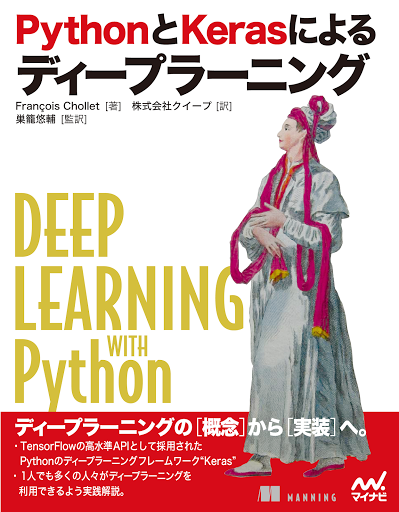 PythonとKerasによる
ディープラーニング
François Chollet [著] 株式会社クイープ [訳]
巣籠悠輔 [監訳]
DEEP
LEARNING
WITH
Python
ディープラーニングの[概念]から[実装]へ。
・TensorFlowの高水準APIとして採用された
Pythonのディープラーニングフレームワーク“Keras”
・1人でも多くの人々がディープラーニングを
利用できるよう実践解説。
MANNING
マイナビ